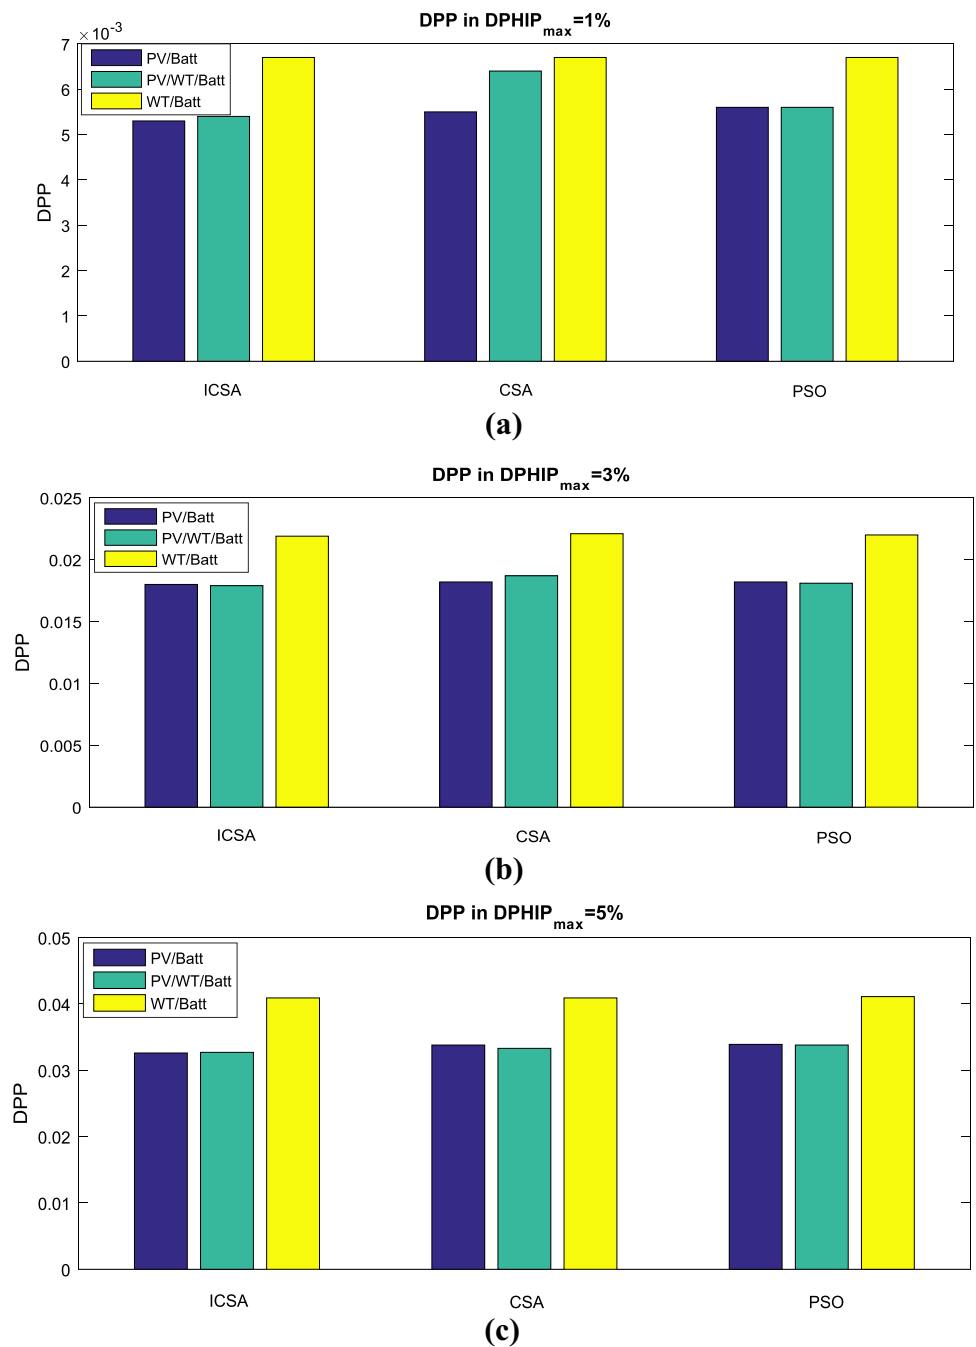 DPP in DPHIPmax=1%
×10-3
7
6
5
4
3
2
1
0
DPP
PV/Batt
PV/WT/Batt
WT/Batt
ICSA CSA PSO
(a)
DPP in DPHIPmax=3%
0.025
0.02
0.015
0.01
0.005
0
DPP
PV/Batt
PV/WT/Batt
WT/Batt
ICSA CSA PSO
(b)
DPP in DPHIPmax=5%
0.05
0.04
0.03
0.02
0.01
0
DPP
PV/Batt
PV/WT/Batt
WT/Batt
ICSA CSA PSO
(c)